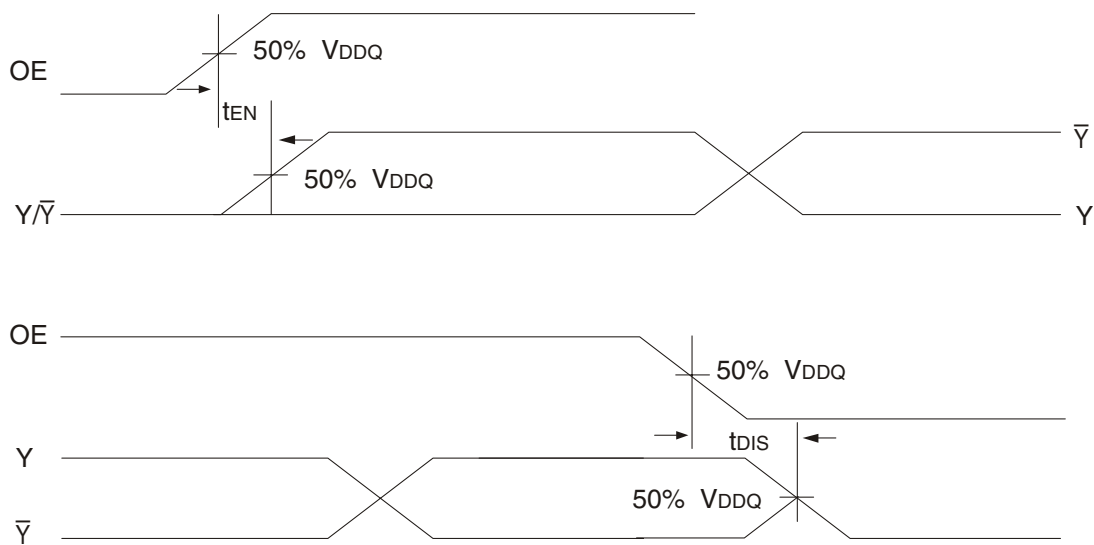 50% VDDQ
OE
tEN
Y̅
50% VDDQ
Y/Y̅
Y
OE
50% VDDQ
Y
tDIS
50% VDDQ
Y̅